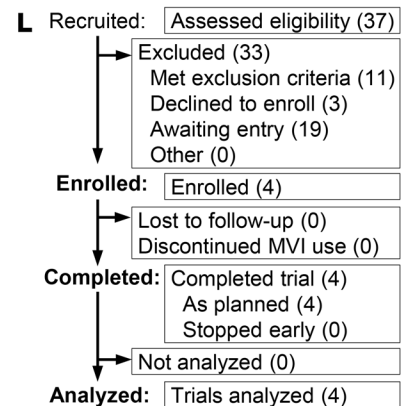 L Recruited: Assessed eligibility (37)
Excluded (33)
Met exclusion criteria (11)
Declined to enroll (3)
Awaiting entry (19)
Other (0)
Enrolled: Enrolled (4)
Lost to follow-up (0)
Discontinued MVI use (0)
Completed: Completed trial (4)
As planned (4)
Stopped early (0)
Not analyzed (0)
Analyzed: Trials analyzed (4)